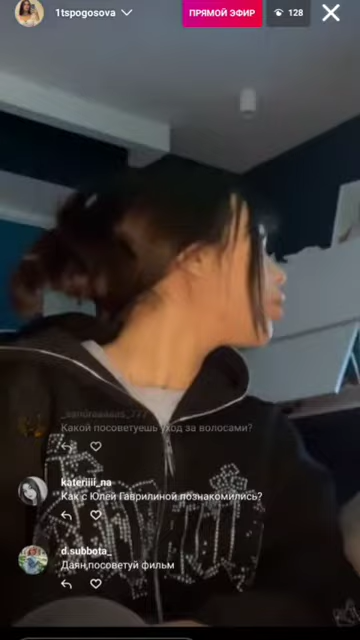 1tspogosova
ПРЯМОЙ ЭФИР
128
Какой посоветуешь уход за волосами?
kateriiii_na
Как с Юлей Гаврилиной познакомились?
d.subbota_
Даян,посоветуй фильм